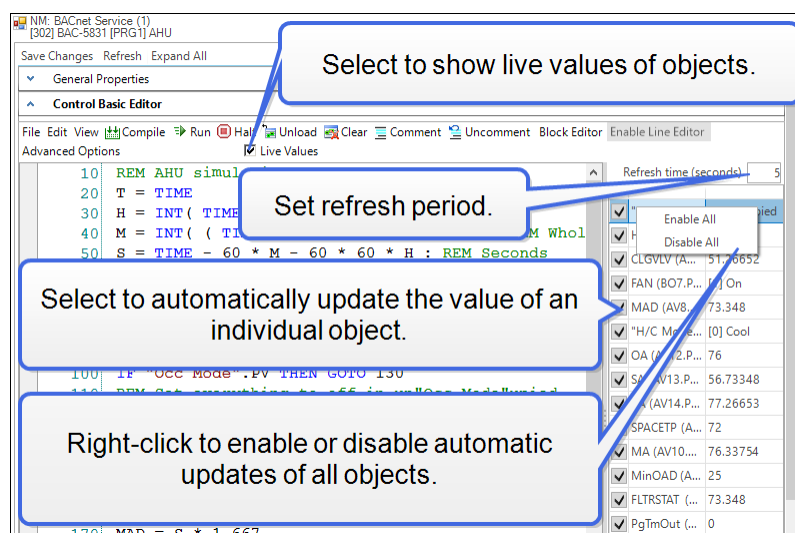 NM: BACnet Service (1)
[302] BAC-5831 [PRG1] AHU
Save Changes Refresh Expand All
General Properties
Control Basic Editor
Select to show live values of objects.
File Edit View Compile Run Halt Unload Clear Comment Uncomment Block Editor Enable Line Editor
Advanced Options Live Values
Refresh time (seconds) 5
10 REM AHU
20 T = TIME
30 H = INT( TIME
40 M = INT( (
50 S = TIME - 60 * M - 60 * 60 * H : REM Seconds
Set refresh period.
Enable All
Disable All
CLGVLV (A... 51.26652
FAN (BO7.P... On
MAD (AV8... 73.348
"H/C [0] Cool
OA 76
56.73348
(AV14.P... 77.26653
SPACETP (A... 72
MA (AV10.... 76.33754
MinOAD (A... 25
FLTRSTAT (... 73.348
PgTmOut (... 0
Select to automatically update the value of an
individual object.
100 IF "Occ Mode".PV THEN GOTO 130
Right-click to enable or disable automatic
updates of all objects.
170 MAD = S * 1.667